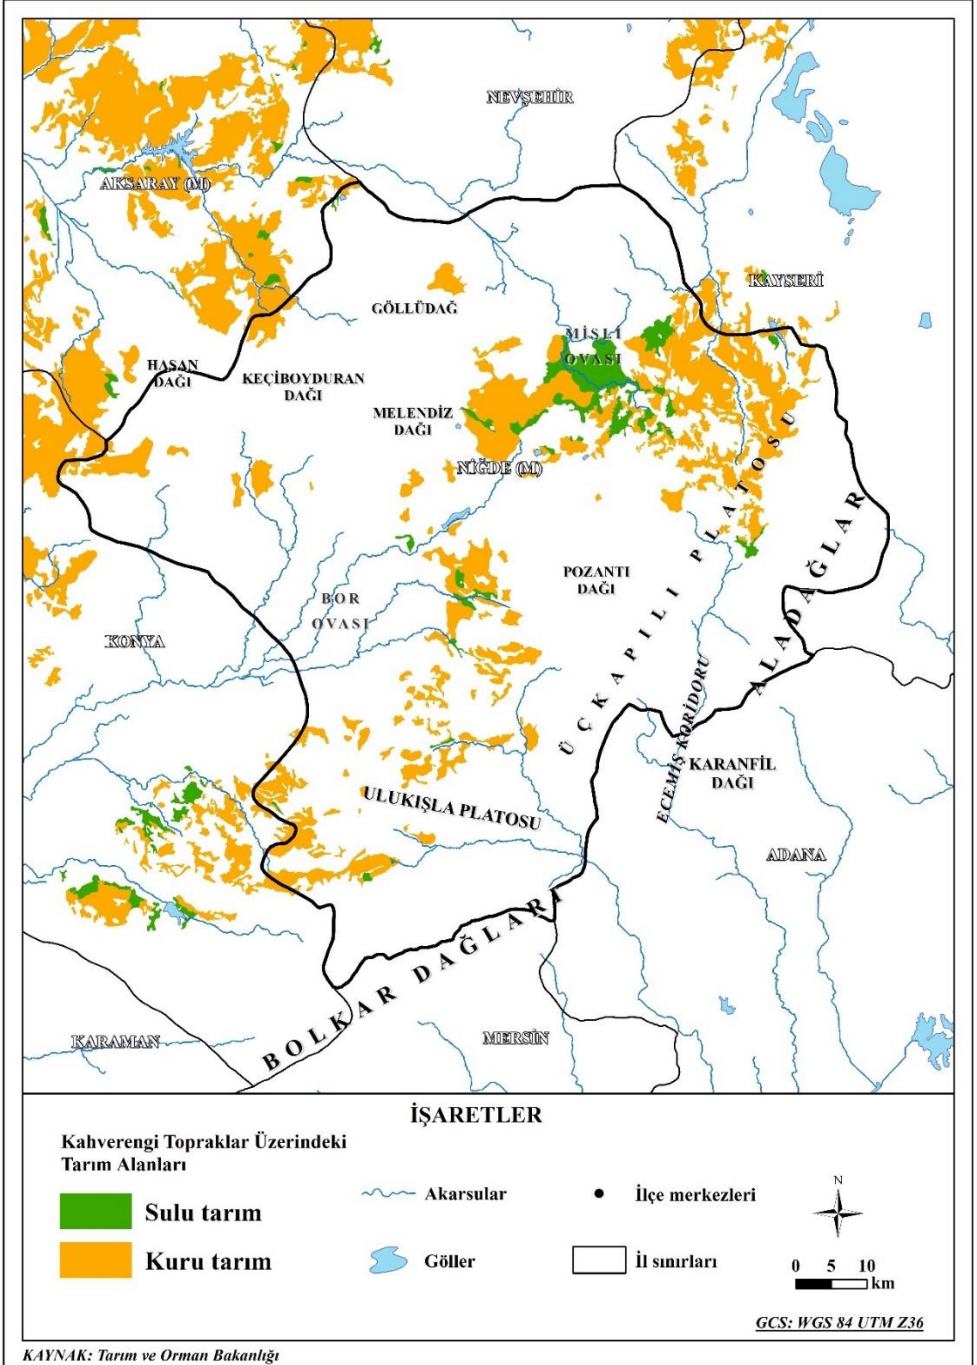 NEVŞEHİR
AKSARAY (M)
KAYSERİ
GÖLLÜDAĞ
MİSLİ
OVASI
HASAN
DAĞI
KEÇİBOYDURAN
DAĞI
MELENDİZ
DAĞI
NİĞDE (M)
POZANTI
DAĞI
BOR
OVASI
KONYA
ÜÇKAPILI PLATOSU
ALADAĞLAR
ECEMİŞ KORİDORU
KARANFİL
DAĞI
ULUKIŞLA PLATOSU
ADANA
BOLKAR DAĞLARI
KARAMAN
MERSİN
İŞARETLER
Kahverengi Topraklar Üzerindeki
Tarım Alanları
Sulu tarım
Kuru tarım
Akarsular
Göller
İlçe merkezleri
İl sınırları
N
0 5 10
km
GCS: WGS 84 UTM Z36
KAYNAK: Tarım ve Orman Bakanlığı